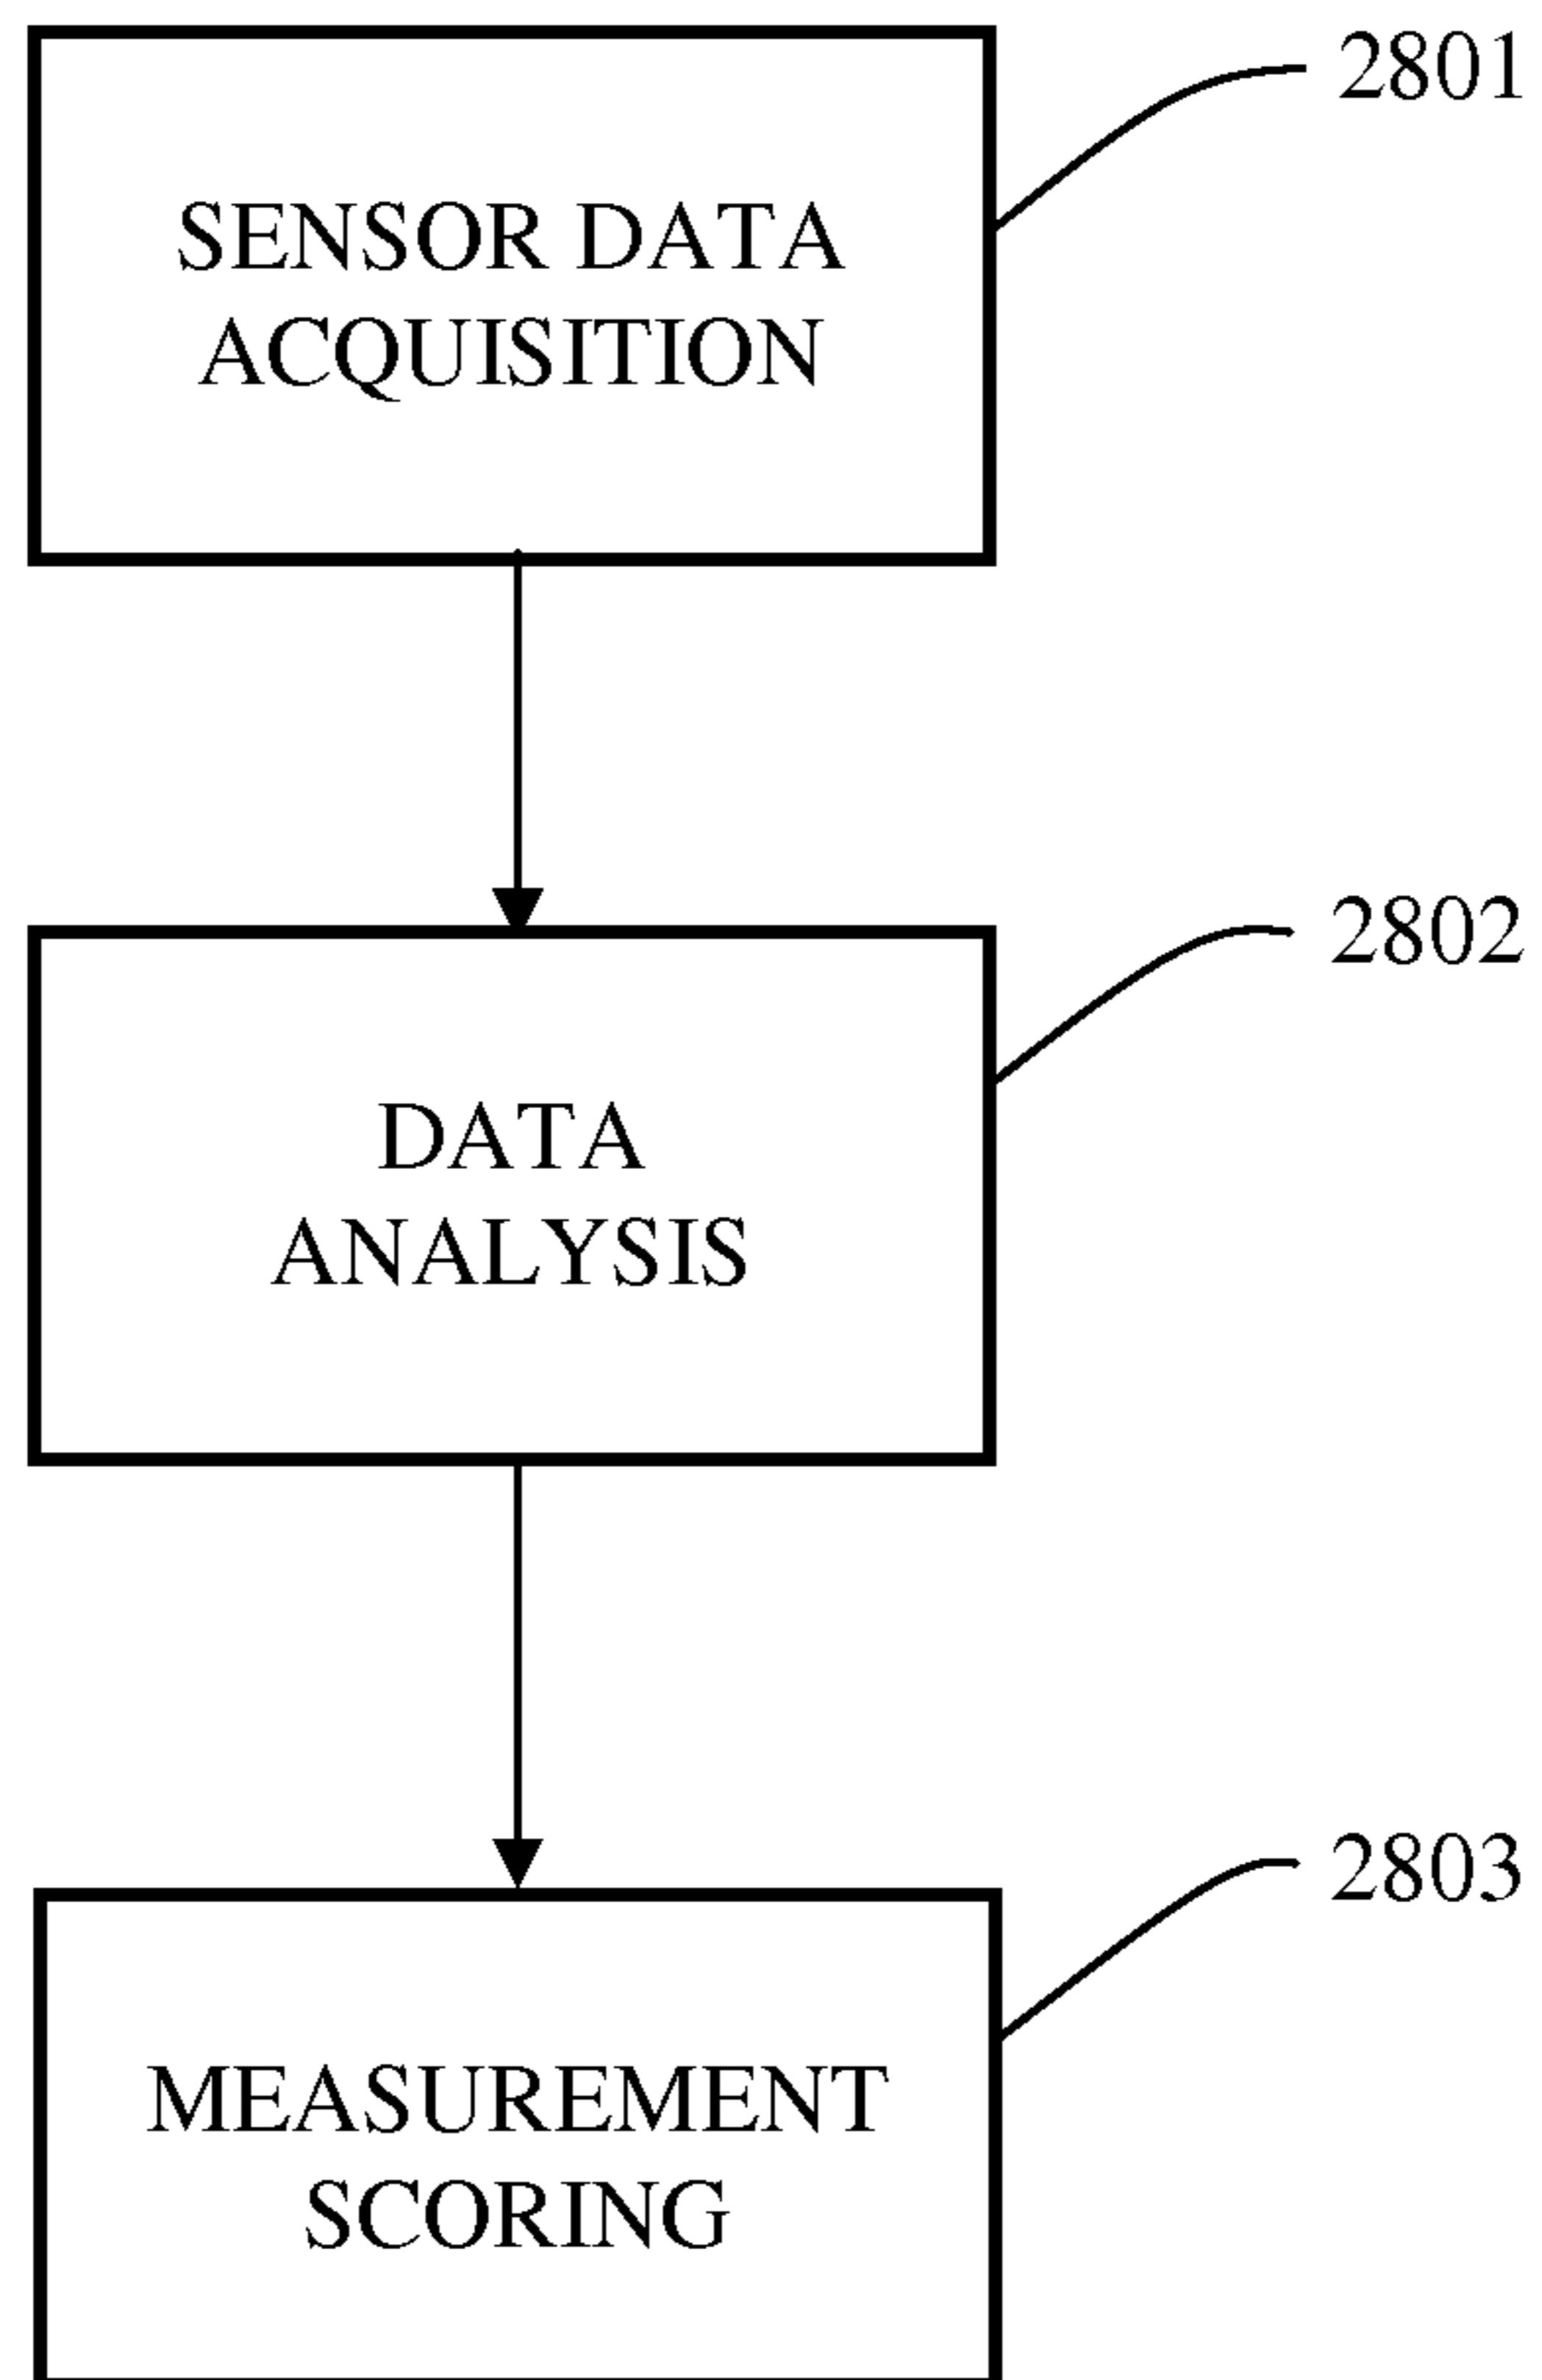 2801
SENSOR DATA
ACQUISITION
2802
DATA
ANALYSIS
2803
MEASUREMENT
SCORING